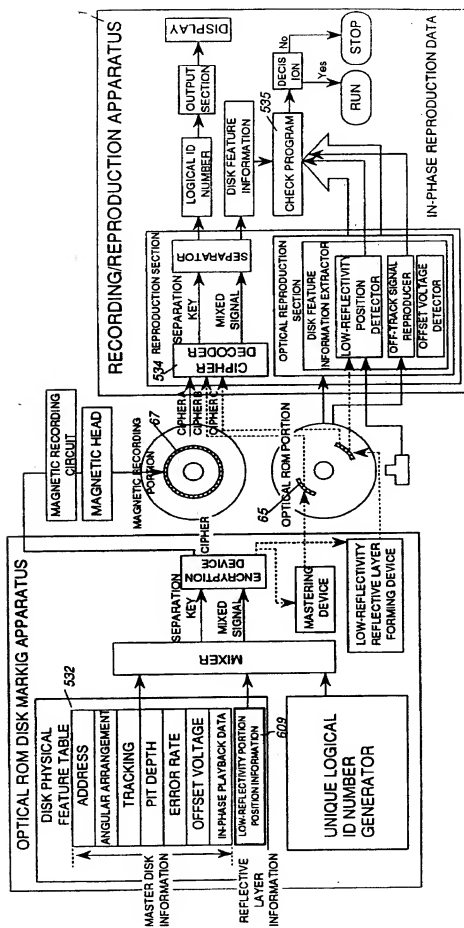 OPTICAL ROM DISK MARKIG APPARATUS
DISK PHYSICAL
FEATURE TABLE
532
ADDRESS
ANGULAR ARRANGEMENT
TRACKING
PIT DEPTH
ERROR RATE
OFFSET VOLTAGE
IN-PHASE PLAYBACK DATA
LOW-REFLECTIVITY PORTION
POSITION INFORMATION
609
MASTER DISK
INFORMATION
REFLECTIVE
LAYER
INFORMATION
UNIQUE LOGICAL
ID NUMBER
GENERATOR
MIXER
SEPARATION
KEY
MIXED
SIGNAL
ENCRYPTION
DEVICE
CIPHER
MASTERING
DEVICE
LOW-REFLECTIVITY
REFLECTIVE LAYER
FORMING DEVICE
MAGNETIC RECORDING
CIRCUIT
MAGNETIC HEAD
MAGNETIC RECORDING
PORTION
67
CIPHER A
CIPHER B
CIPHER C
65
OPTICAL ROM PORTION
RECORDING/REPRODUCTION APPARATUS
1
REPRODUCTION SECTION
534
CIPHER
DECODER
SEPARATION
KEY
MIXED
SIGNAL
SEPARATOR
LOGICAL ID
NUMBER
OUTPUT
SECTION
DISPLAY
DISK FEATURE
INFORMATION
CHECK PROGRAM
535
DECIS
ION
No
STOP
Yes
RUN
OPTICAL REPRODUCTION
SECTION
DISK FEATURE
INFORMATION EXTRACTOR
LOW-REFLECTIVITY
POSITION
DETECTOR
OFF-TRACK SIGNAL
REPRODUCER
OFFSET VOLTAGE
DETECTOR
IN-PHASE REPRODUCTION DATA